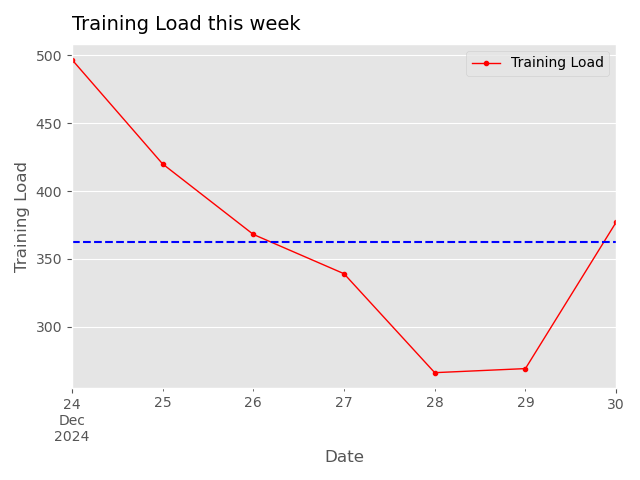 Training Load this week
Training Load
500
450
400
350
300
Training Load
24 25 26 27 28 29 30
Dec
2024
Date